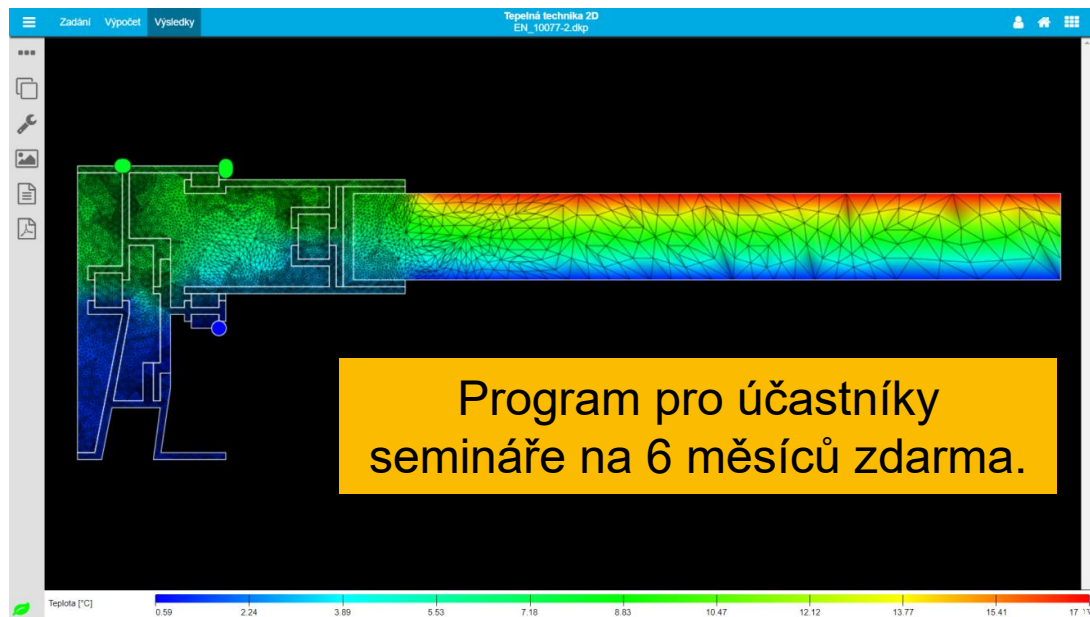 Zadání Výpočet Výsledky
Tepelná technika 2D
EN_10077-2.dkp
Program pro účastníky
semináře na 6 měsíců zdarma.
Teplota [°C]
0.59 2.24 3.89 5.53 7.18 8.83 10.47 12.12 13.77 15.41